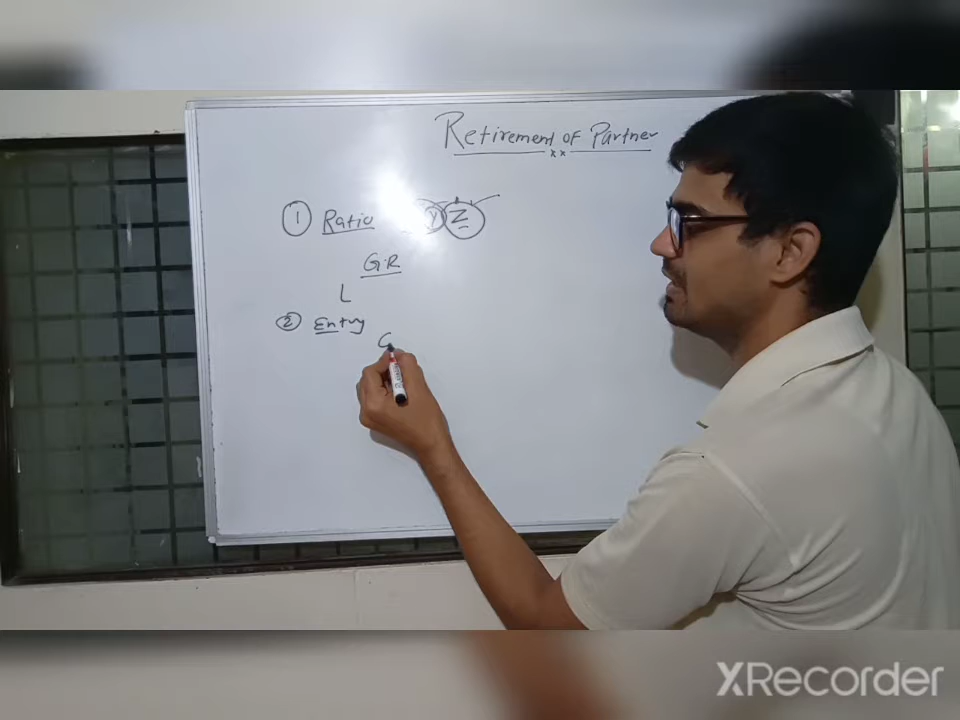 Retirement of Partner
××
① Ratio Y Z
G.R
L
② Entry
G
XRecorder